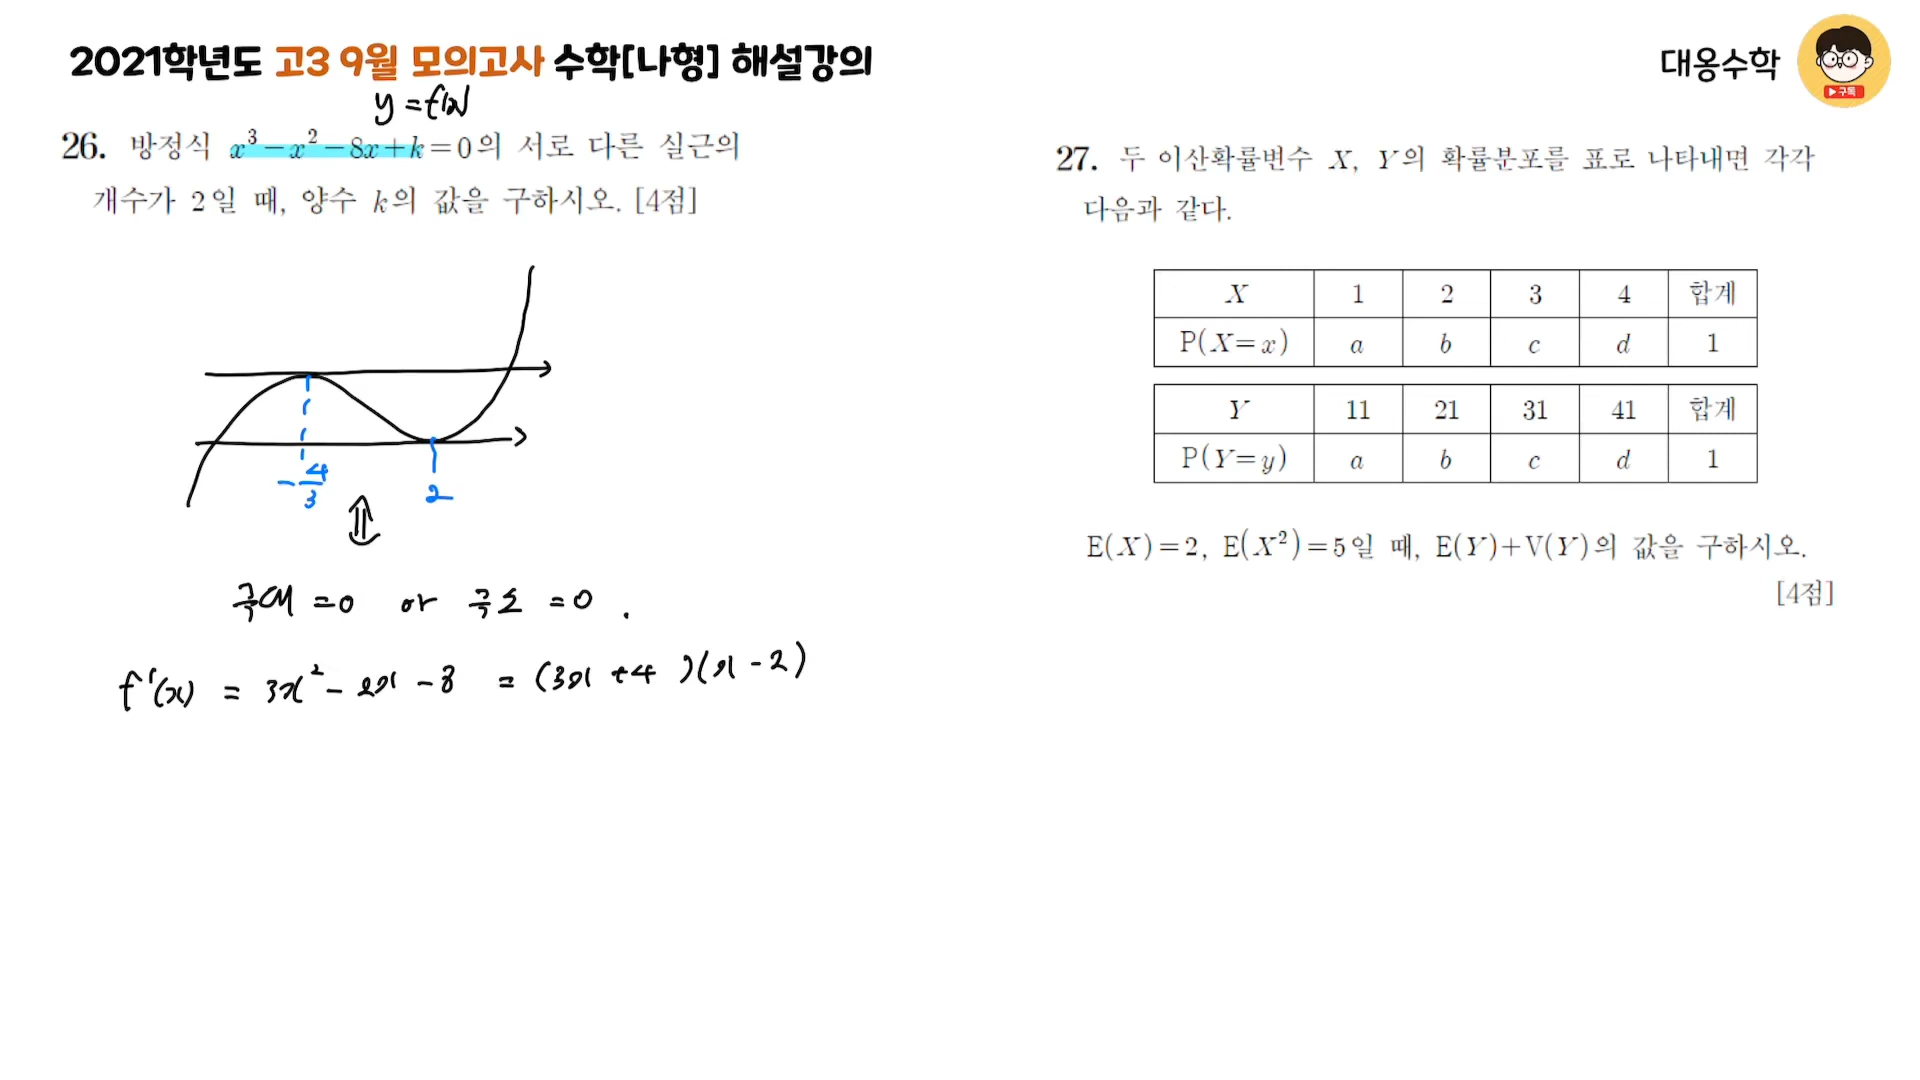 2021학년도 고3 9월 모의고사 수학[나형] 해설강의
대웅수학
▶구독
y = f(x)
26. 방정식 x³ − x² − 8x + k = 0의 서로 다른 실근의
개수가 2일 때, 양수 k의 값을 구하시오. [4점]
−4/3
2
⇕
극대 = 0 or 극소 = 0 .
f'(x) = 3x² − 2x − 8 = (3x + 4)(x − 2)
27. 두 이산확률변수 X, Y의 확률분포를 표로 나타내면 각각
다음과 같다.
X 1 2 3 4 합계
P(X=x) a b c d 1
Y 11 21 31 41 합계
P(Y=y) a b c d 1
E(X)=2, E(X²)=5일 때, E(Y)+V(Y)의 값을 구하시오.
[4점]